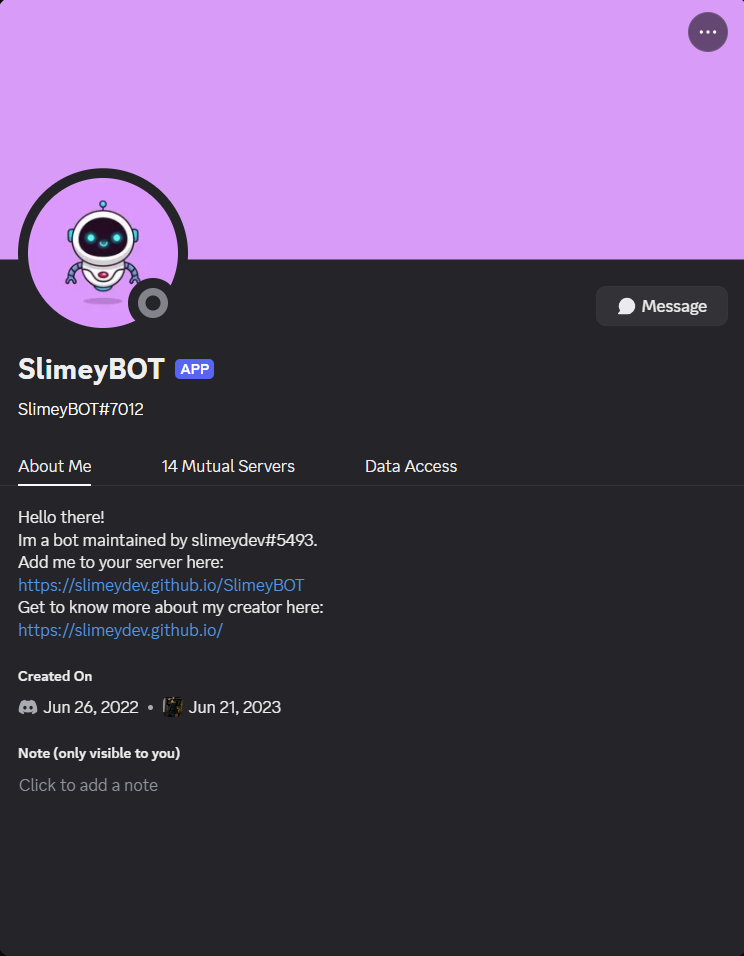 Message
SlimeyBOT APP
SlimeyBOT#7012
About Me 14 Mutual Servers Data Access
Hello there!
Im a bot maintained by slimeydev#5493.
Add me to your server here:
https://slimeydev.github.io/SlimeyBOT
Get to know more about my creator here:
https://slimeydev.github.io/
Created On
Jun 26, 2022 • Jun 21, 2023
Note (only visible to you)
Click to add a note